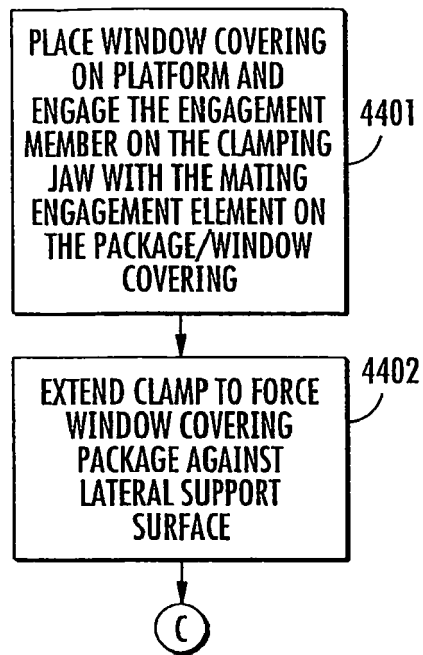 PLACE WINDOW COVERING
ON PLATFORM AND
ENGAGE THE ENGAGEMENT
MEMBER ON THE CLAMPING
JAW WITH THE MATING
ENGAGEMENT ELEMENT ON
THE PACKAGE/WINDOW
COVERING
4401
EXTEND CLAMP TO FORCE
WINDOW COVERING
PACKAGE AGAINST
LATERAL SUPPORT
SURFACE
4402
C